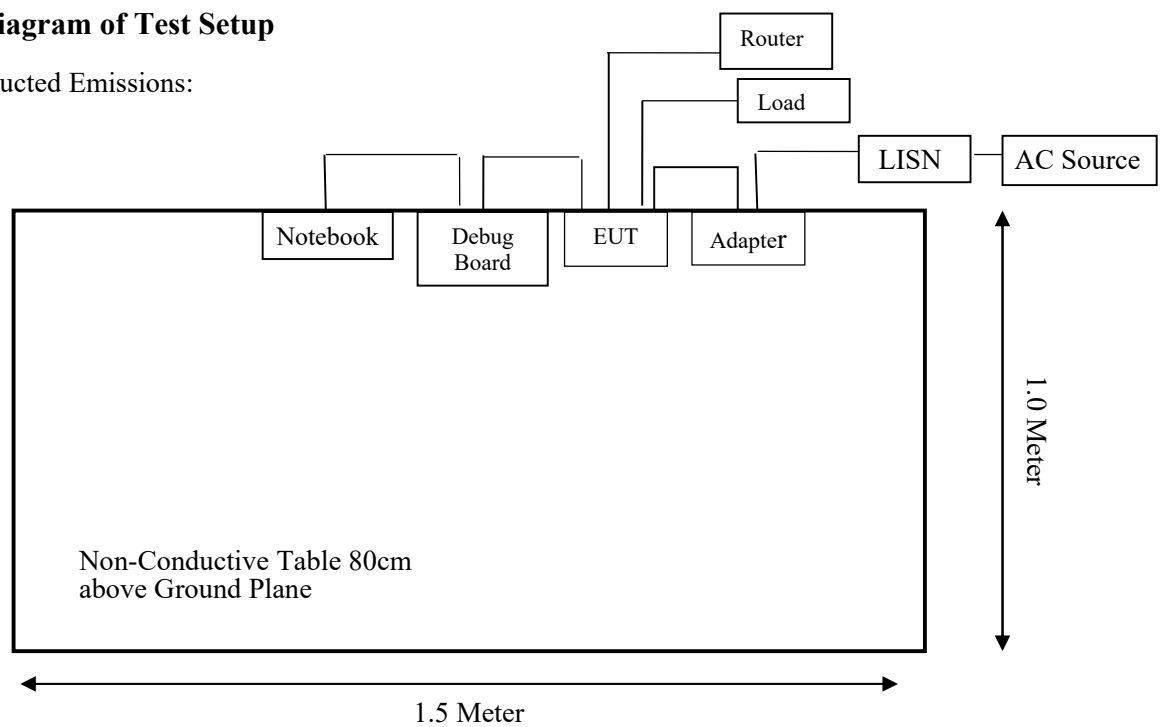 iagram of Test Setup
ucted Emissions:
Router
Load
LISN
AC Source
Notebook
Debug
Board
EUT
Adapter
1.0 Meter
Non-Conductive Table 80cm
above Ground Plane
1.5 Meter